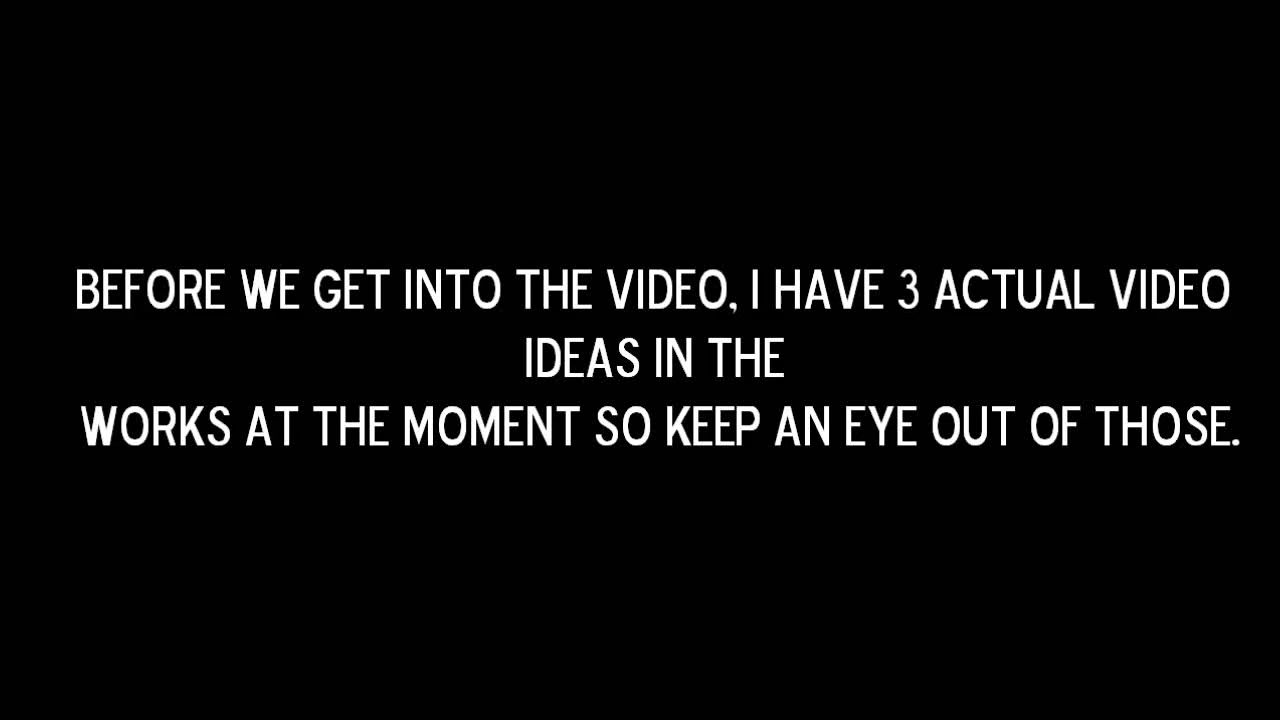 BEFORE WE GET INTO THE VIDEO, I HAVE 3 ACTUAL VIDEO
IDEAS IN THE
WORKS AT THE MOMENT SO KEEP AN EYE OUT OF THOSE.